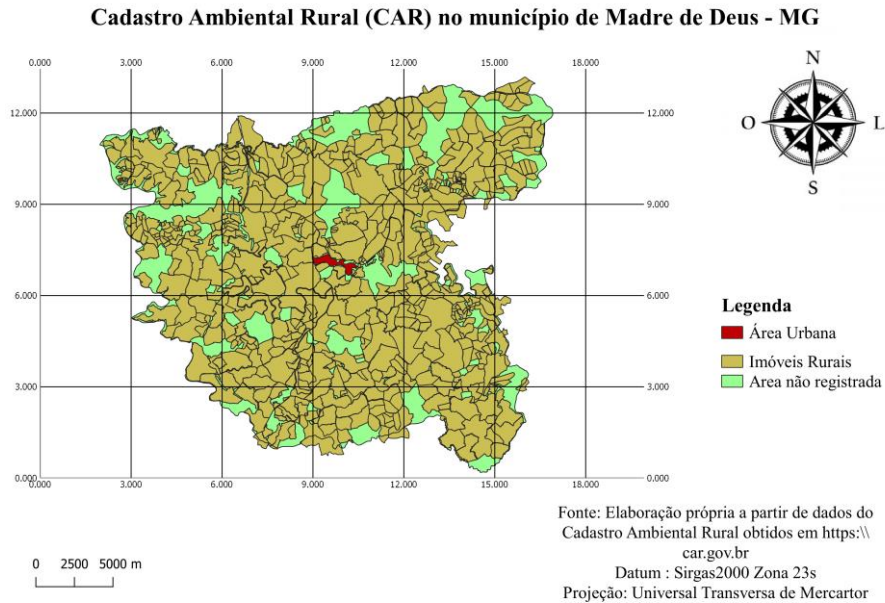 Cadastro Ambiental Rural (CAR) no município de Madre de Deus - MG
0.000 3.000 6.000 9.000 12.000 15.000 18.000
12.000 12.000
9.000 9.000
6.000 6.000
3.000 3.000
0.000 0.000
0.000 3.000 6.000 9.000 12.000 15.000 18.000
N
O L
S
Legenda
Área Urbana
Imóveis Rurais
Area não registrada
Fonte: Elaboração própria a partir de dados do
Cadastro Ambiental Rural obtidos em https:\\
car.gov.br
Datum : Sirgas2000 Zona 23s
Projeção: Universal Transversa de Mercartor
0 2500 5000 m